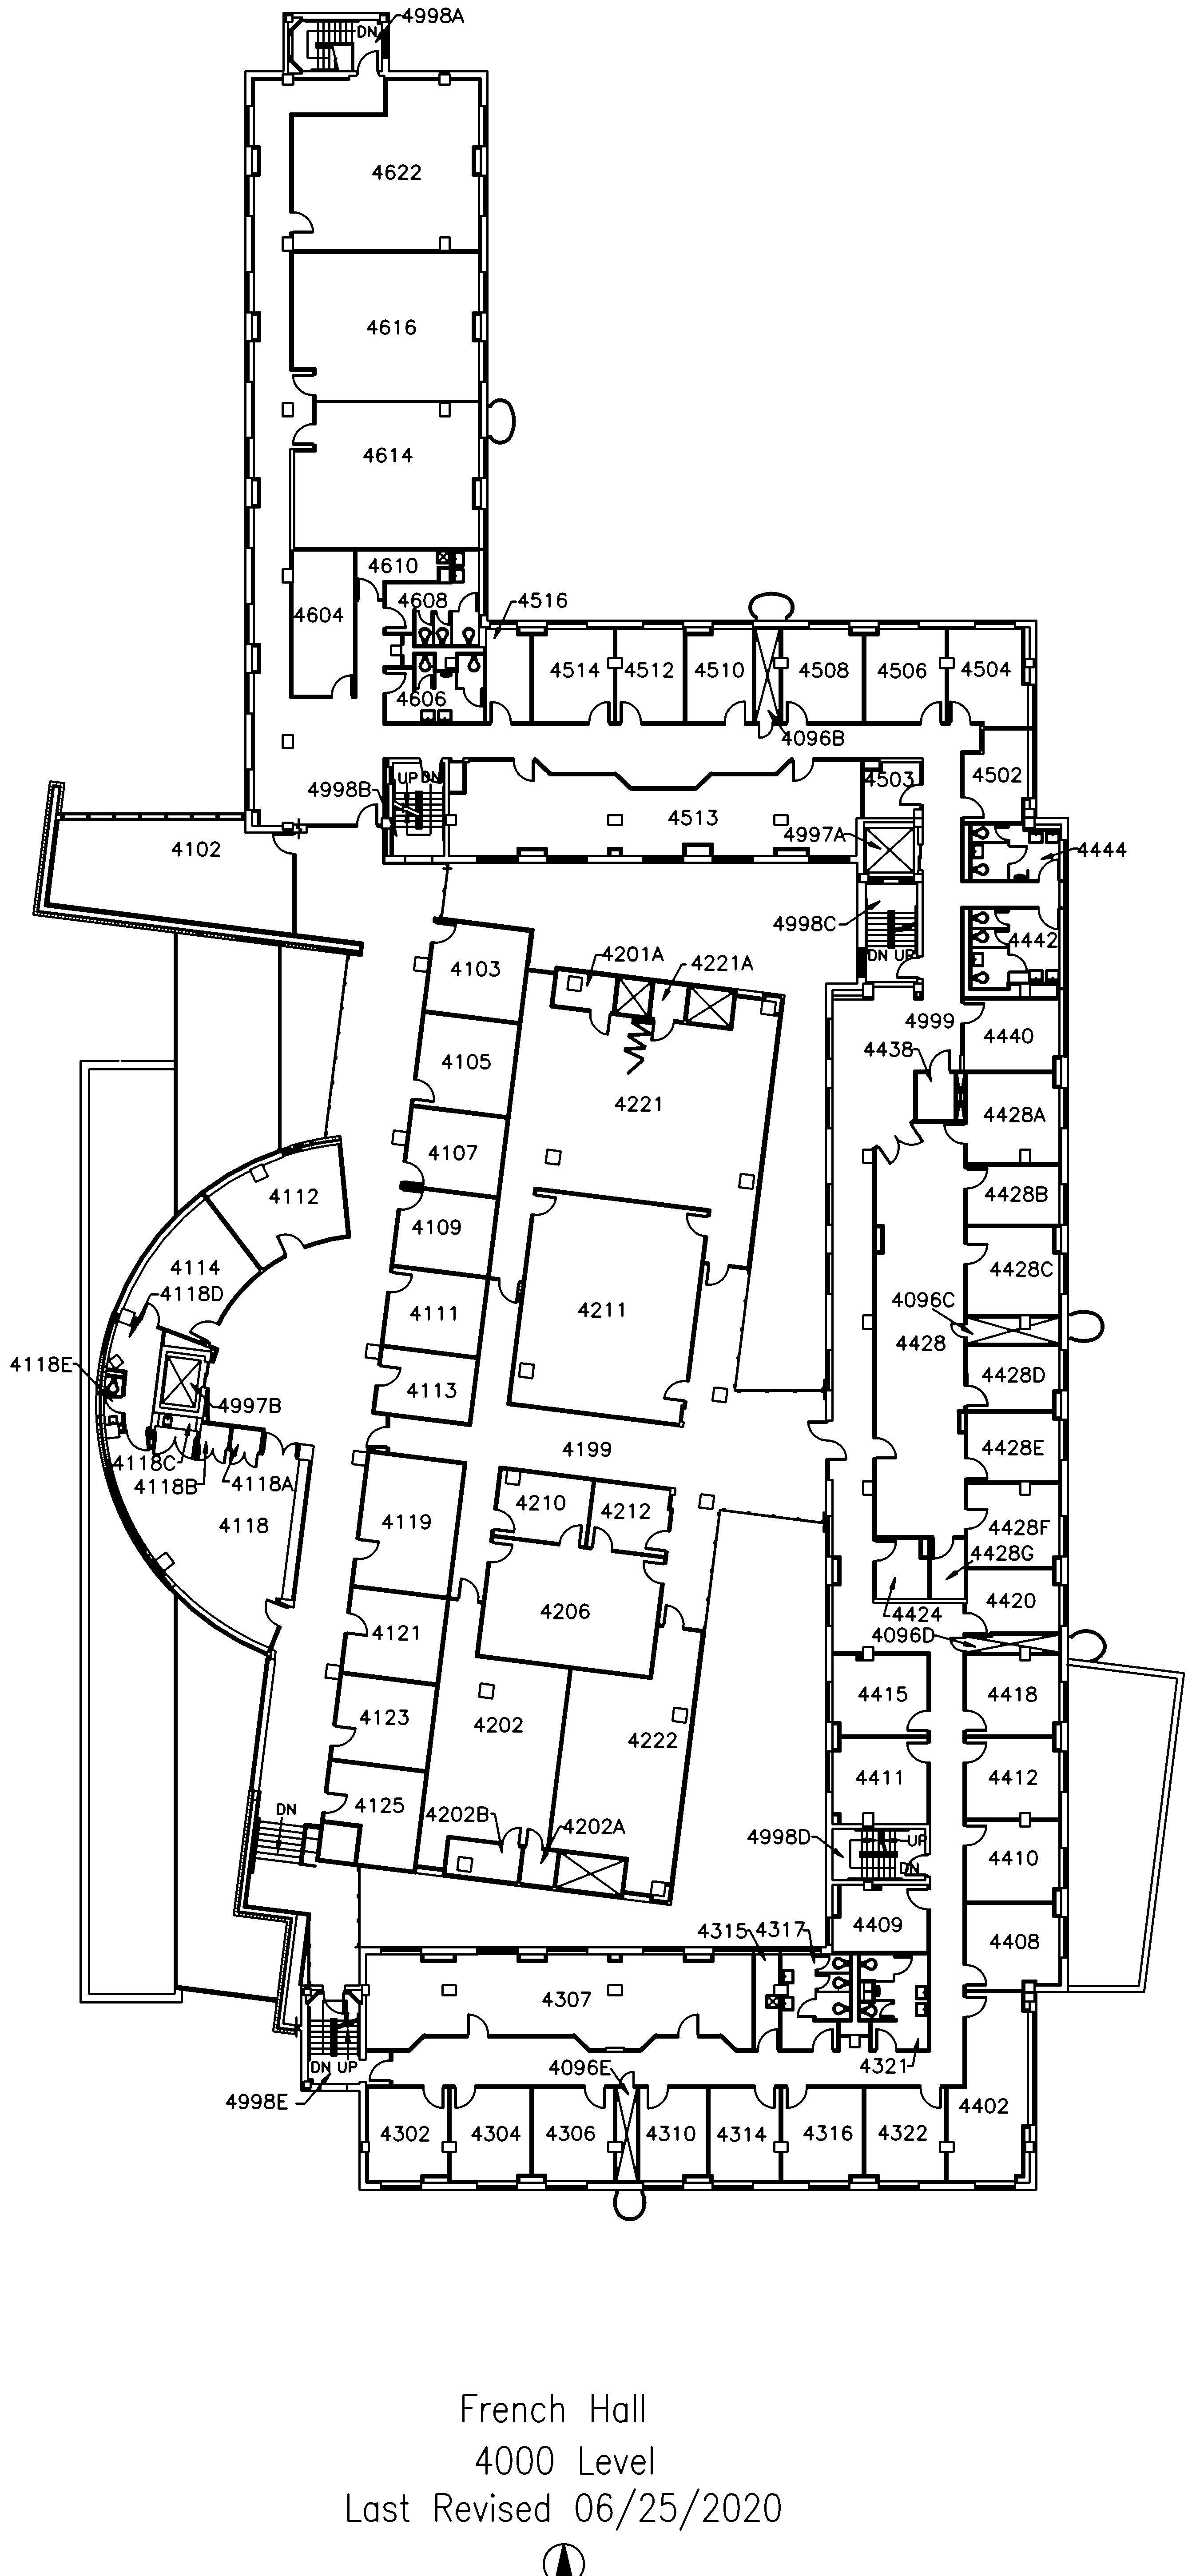 4998A
DN
4622
4616
4614
4610
4608
4604
4516
4606
4514
4512
4510
4508
4506
4504
4096B
4502
4503
UP DN
4998B
4513
4997A
4102
4444
4998C
4442
DN UP
4201A
4221A
4103
4999
4440
4438
4105
4221
4428A
4107
4112
4428B
4109
4114
4428C
4118D
4096C
4111
4211
4428
4118E
4428D
4113
4997B
4428E
4199
4118C
4118B
4118A
4210
4212
4119
4118
4428F
4428G
4206
4424
4420
4121
4096D
4415
4418
4123
4202
4222
4411
4412
4125
DN
4202B
4202A
4998D
UP
DN
4410
4409
4408
4315
4317
4307
4321
DN UP
4096E
4998E
4302
4304
4306
4310
4314
4316
4322
4402
French Hall
4000 Level
Last Revised 06/25/2020